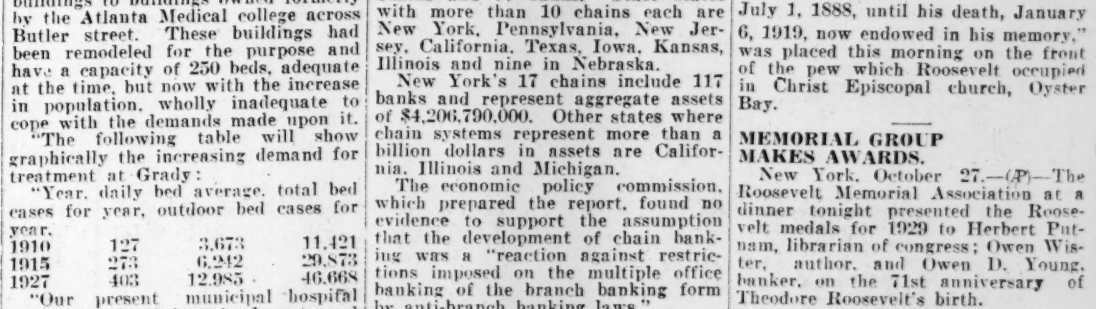 buildings to buildings owned formerly
by the Atlanta Medical college across
Butler street. These buildings had
been remodeled for the purpose and
have a capacity of 250 beds, adequate
at the time, but now with the increase
in population, wholly inadequate to
cope with the demands made upon it.
"The following table will show
graphically the increasing demand for
treatment at Grady:
"Year, daily bed average, total bed
cases for year, outdoor bed cases for
year.
1910 127 3,673 11,421
1915 273 6,242 29,873
1927 403 12,985 46,668
"Our present municipal hospital
with more than 10 chains each are
New York, Pennsylvania, New Jer-
sey, California, Texas, Iowa, Kansas,
Illinois and nine in Nebraska.
New York's 17 chains include 117
banks and represent aggregate assets
of $4,206,790,000. Other states where
chain systems represent more than a
billion dollars in assets are Califor-
nia, Illinois and Michigan.
The economic policy commission,
which prepared the report, found no
evidence to support the assumption
that the development of chain bank-
ing was a "reaction against restric-
tions imposed on the multiple office
banking of the branch banking form
by anti-branch banking laws."
July 1, 1888, until his death, January
6, 1919, now endowed in his memory,"
was placed this morning on the front
of the pew which Roosevelt occupied
in Christ Episcopal church, Oyster
Bay.
MEMORIAL GROUP
MAKES AWARDS.
New York, October 27.—(AP)—The
Roosevelt Memorial Association at a
dinner tonight presented the Roose-
velt medals for 1929 to Herbert Put-
nam, librarian of congress; Owen Wis-
ter, author, and Owen D. Young,
banker, on the 71st anniversary of
Theodore Roosevelt's birth.